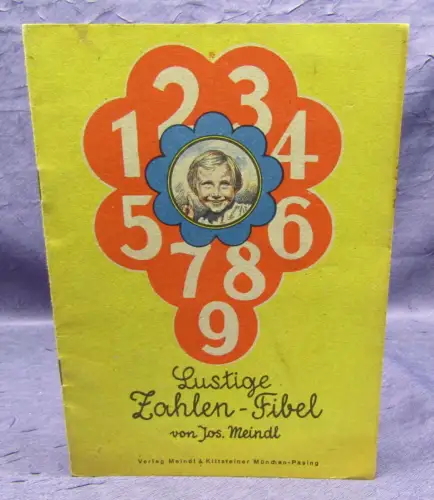 1 2 3 4
5 6
7 8
9
Lustige
Zahlen-Fibel
von Jos. Meindl
Verlag Meindl & Kittsteiner München-Pasing